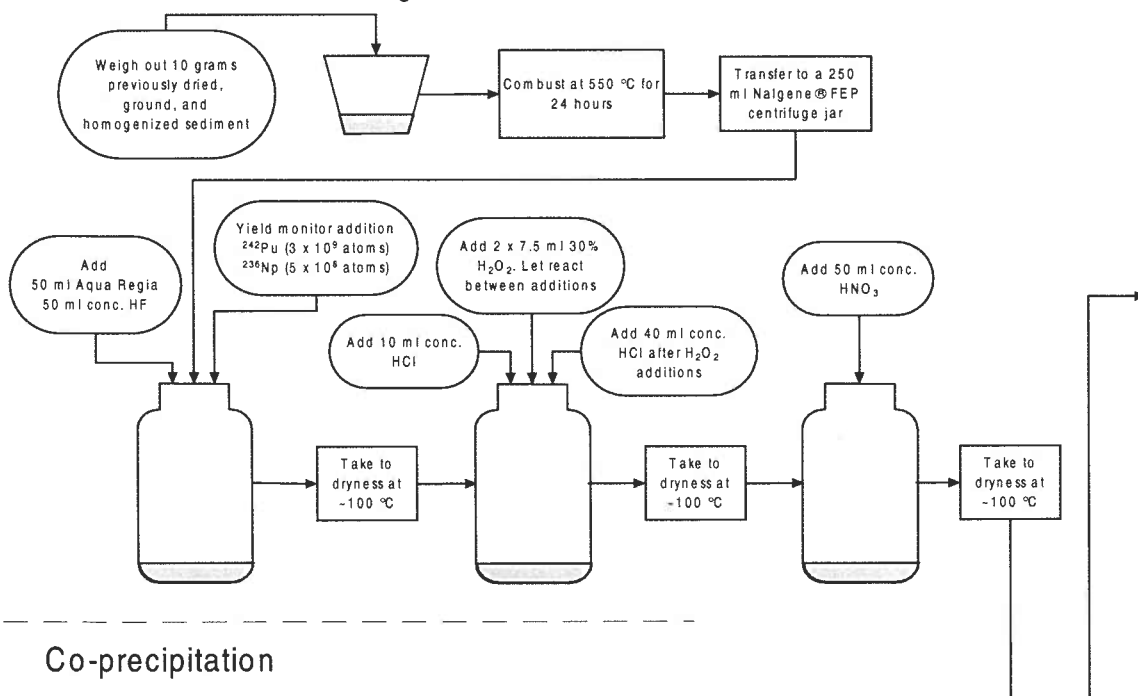 Weigh out 10 grams
previously dried,
ground, and
homogenized sediment
Combust at 550 °C for
24 hours
Transfer to a 250
ml Nalgene® FEP
centrifuge jar
Add
50 ml Aqua Regia
50 ml conc. HF
Yield monitor addition
²⁴²Pu (3 x 10⁹ atoms)
²³⁶Np (5 x 10⁸ atoms)
Add 10 ml conc.
HCl
Add 2 x 7.5 ml 30%
H₂O₂. Let react
between additions
Add 40 ml conc.
HCl after H₂O₂
additions
Add 50 ml conc.
HNO₃
Take to
dryness at
~100 °C
Take to
dryness at
~100 °C
Take to
dryness at
~100 °C
Co-precipitation